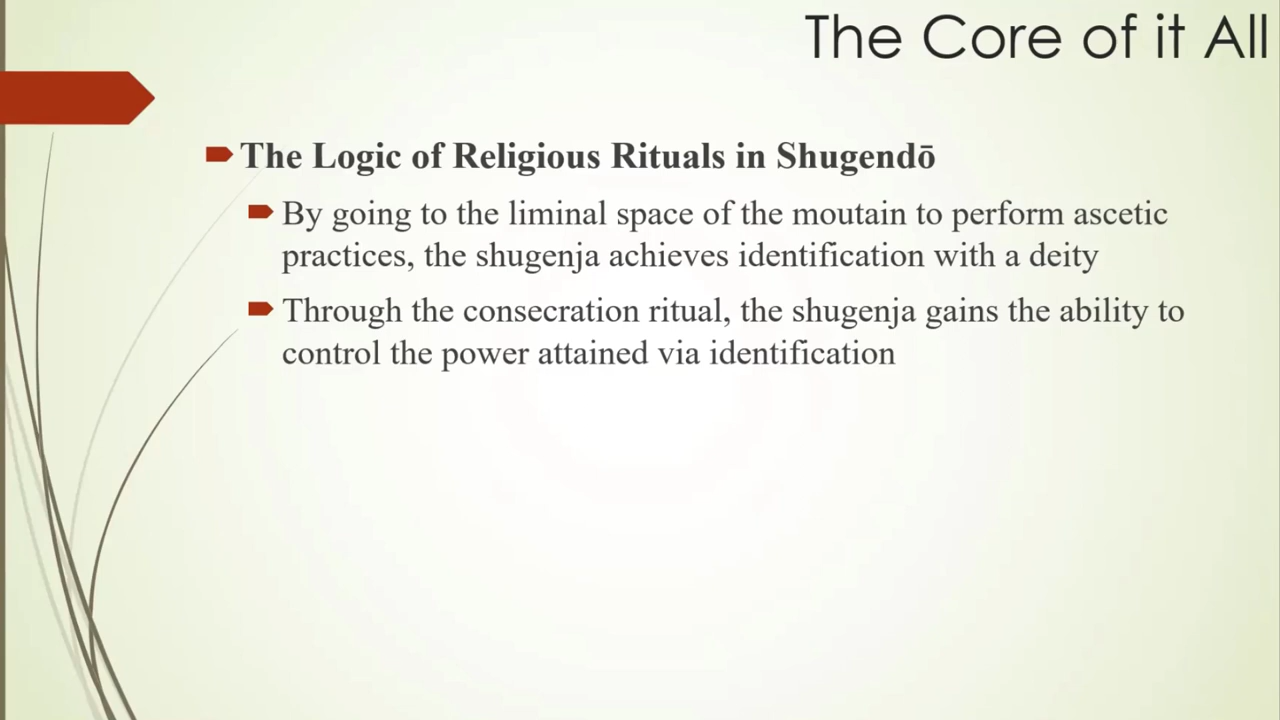 The Core of it All
The Logic of Religious Rituals in Shugendō
By going to the liminal space of the moutain to perform ascetic
practices, the shugenja achieves identification with a deity
Through the consecration ritual, the shugenja gains the ability to
control the power attained via identification